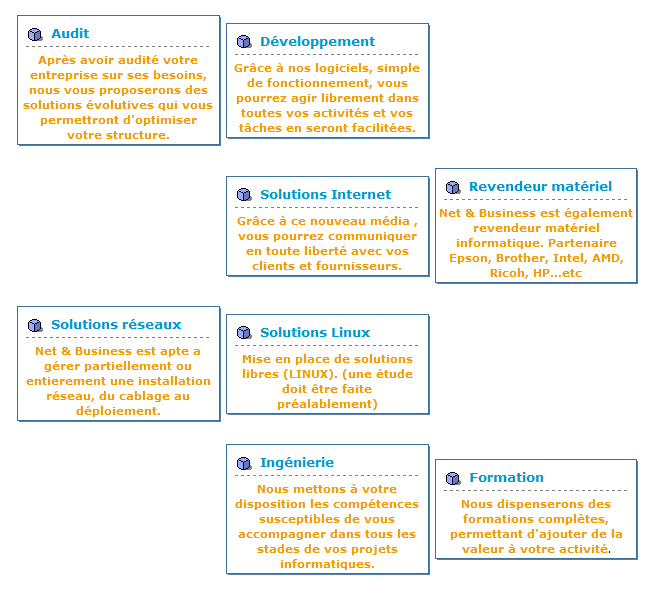 Audit
Après avoir audité votre
entreprise sur ses besoins,
nous vous proposerons des
solutions évolutives qui vous
permettront d'optimiser
votre structure.
Développement
Grâce à nos logiciels, simple
de fonctionnement, vous
pourrez agir librement dans
toutes vos activités et vos
tâches en seront facilitées.
Solutions Internet
Grâce à ce nouveau média ,
vous pourrez communiquer
en toute liberté avec vos
clients et fournisseurs.
Revendeur matériel
Net & Business est également
revendeur matériel
informatique. Partenaire
Epson, Brother, Intel, AMD,
Ricoh, HP...etc
Solutions réseaux
Net & Business est apte a
gérer partiellement ou
entierement une installation
réseau, du cablage au
déploiement.
Solutions Linux
Mise en place de solutions
libres (LINUX). (une étude
doit être faite
préalablement)
Ingénierie
Nous mettons à votre
disposition les compétences
susceptibles de vous
accompagner dans tous les
stades de vos projets
informatiques.
Formation
Nous dispenserons des
formations complètes,
permettant d'ajouter de la
valeur à votre activité.